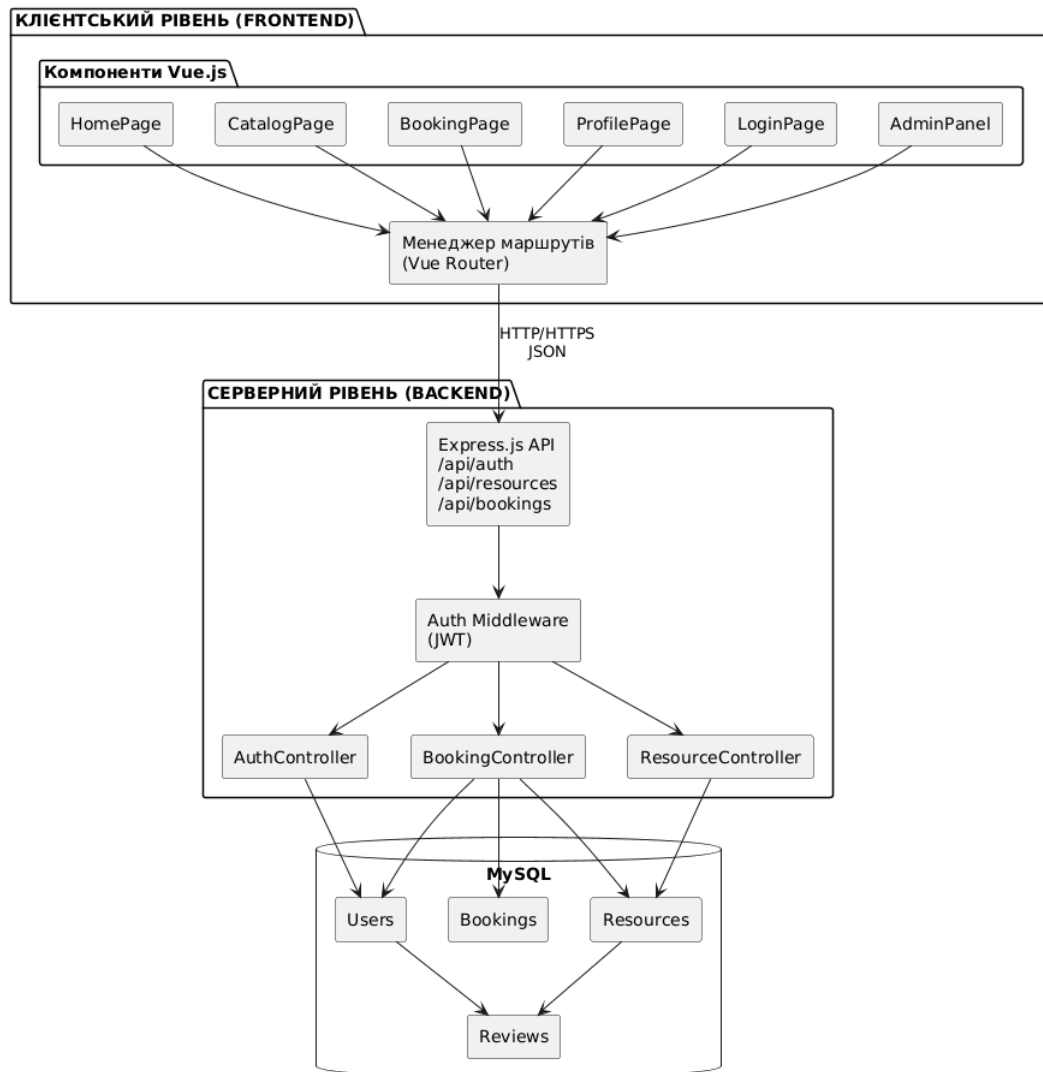 КЛІЄНТСЬКИЙ РІВЕНЬ (FRONTEND)
Компоненти Vue.js
HomePage
CatalogPage
BookingPage
ProfilePage
LoginPage
AdminPanel
Менеджер маршрутів
(Vue Router)
HTTP/HTTPS
JSON
СЕРВЕРНИЙ РІВЕНЬ (BACKEND)
Express.js API
/api/auth
/api/resources
/api/bookings
Auth Middleware
(JWT)
AuthController
BookingController
ResourceController
MySQL
Users
Bookings
Resources
Reviews